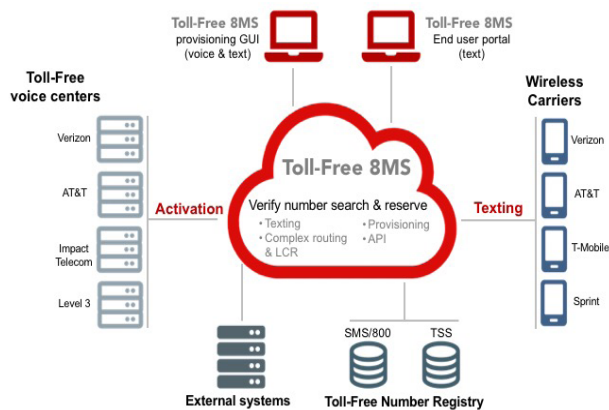 Toll-Free 8MS
provisioning GUI
(voice & text)
Toll-Free 8MS
End user portal
(text)
Toll-Free
voice centers
Verizon
AT&T
Impact
Telecom
Level 3
Activation
Toll-Free 8MS
Verify number search & reserve
• Texting
• Complex routing
& LCR
• Provisioning
• API
Texting
Wireless
Carriers
Verizon
AT&T
T-Mobile
Sprint
External systems
SMS/800
TSS
Toll-Free Number Registry